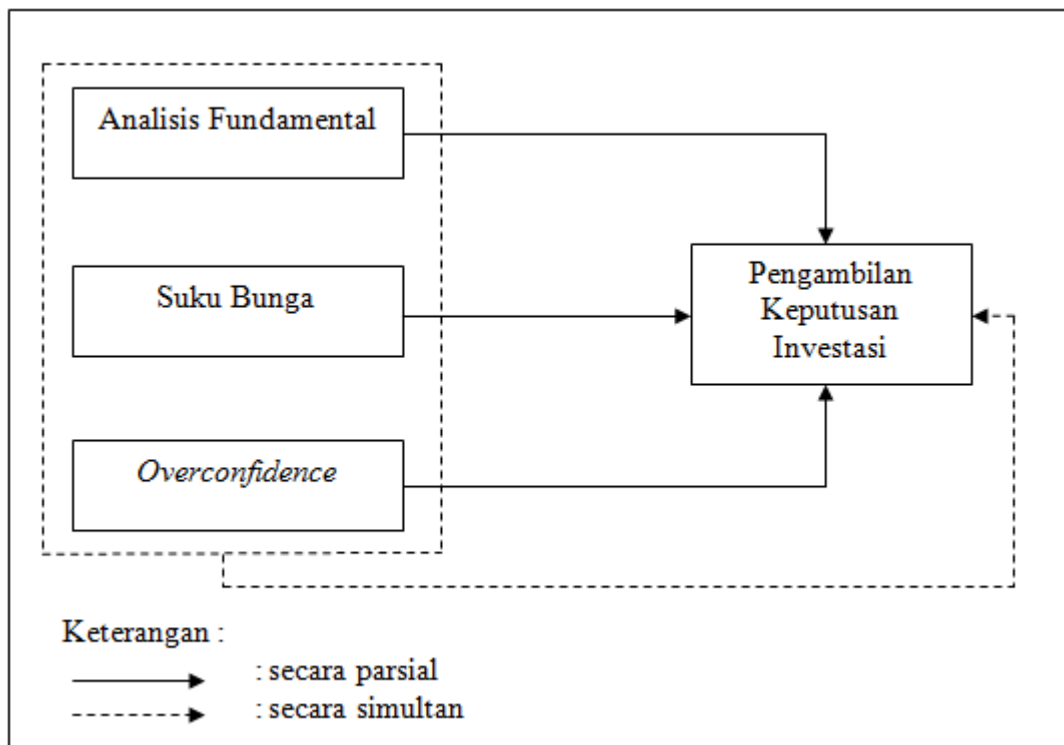 Analisis Fundamental
Suku Bunga
Overconfidence
Pengambilan
Keputusan
Investasi
Keterangan :
: secara parsial
: secara simultan